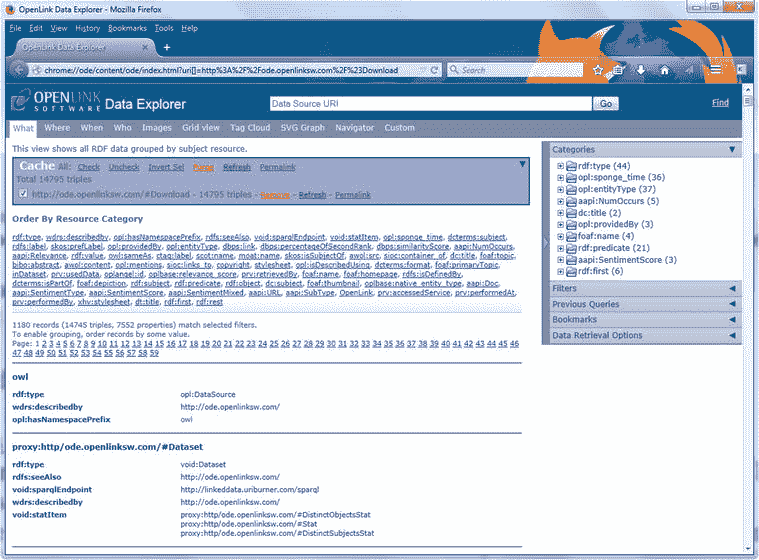 OpenLink Data Explorer - Mozilla Firefox
File Edit View History Bookmarks Tools Help
OpenLink Data Explorer × +
chrome://ode/content/ode/index.html?uri[]=http%3A%2F%2Fode.openlinksw.com%2F%23Download Search
OPENLINK SOFTWARE Data Explorer Data Source URI Go Find
What Where When Who Images Grid view Tag Cloud SVG Graph Navigator Custom
This view shows all RDF data grouped by subject resource.
Cache All: Check Uncheck Invert Sel Purge Refresh Permalink
Total 14795 triples
http://ode.openlinksw.com/#Download - 14795 triples - Remove - Refresh - Permalink
Order By Resource Category
rdf:type, wdrs:describedby, opl:hasNamespacePrefix, rdfs:seeAlso, void:sparqlEndpoint, void:statItem, opl:sponge_time, dcterms:subject,
rdfs:label, skos:prefLabel, opl:providedBy, opl:entityType, dbps:link, dbps:percentageOfSecondRank, dbps:similarityScore, aapi:NumOccurs,
aapi:Relevance, rdf:value, owl:sameAs, ctag:label, scot:name, moat:name, skos:isSubjectOf, awol:src, sioc:container_of, dc:title, foaf:topic,
bibo:abstract, awol:content, opl:mentions, sioc:links_to, copyright, stylesheet, opl:isDescribedUsing, dcterms:format, foaf:primaryTopic,
inDataset, prv:usedData, oplangel:id, oplbase:relevance_score, prv:retrievedBy, foaf:name, foaf:homepage, rdfs:isDefinedBy,
dcterms:isPartOf, foaf:depiction, rdf:subject, rdf:predicate, rdf:object, dc:subject, foaf:thumbnail, oplbase:native_entity_type, aapi:Doc,
aapi:SentimentType, aapi:SentimentScore, aapi:SentimentMixed, aapi:URL, aapi:SubType, OpenLink, prv:accessedService, prv:performedAt,
prv:performedBy, xhv:stylesheet, dt:title, rdf:first, rdf:rest
1180 records (14745 triples, 7552 properties) match selected filters.
To enable grouping, order records by some value.
Page: 1 2 3 4 5 6 7 8 9 10 11 12 13 14 15 16 17 18 19 20 21 22 23 24 25 26 27 28 29 30 31 32 33 34 35 36 37 38 39 40 41 42 43 44 45 46
47 48 49 50 51 52 53 54 55 56 57 58 59
owl
rdf:type opl:DataSource
wdrs:describedby http://ode.openlinksw.com/
opl:hasNamespacePrefix owl
proxy:http/ode.openlinksw.com/#Dataset
rdf:type void:Dataset
rdfs:seeAlso http://ode.openlinksw.com/
void:sparqlEndpoint http://linkeddata.uriburner.com/sparql
wdrs:describedby http://ode.openlinksw.com/
void:statItem proxy:http/ode.openlinksw.com/#DistinctObjectsStat
proxy:http/ode.openlinksw.com/#Stat
proxy:http/ode.openlinksw.com/#DistinctSubjectsStat
Categories
rdf:type (44)
opl:sponge_time (36)
opl:entityType (37)
aapi:NumOccurs (5)
dc:title (2)
opl:providedBy (3)
foaf:name (4)
rdf:predicate (21)
aapi:SentimentScore (3)
rdf:first (6)
Filters
Previous Queries
Bookmarks
Data Retrieval Options